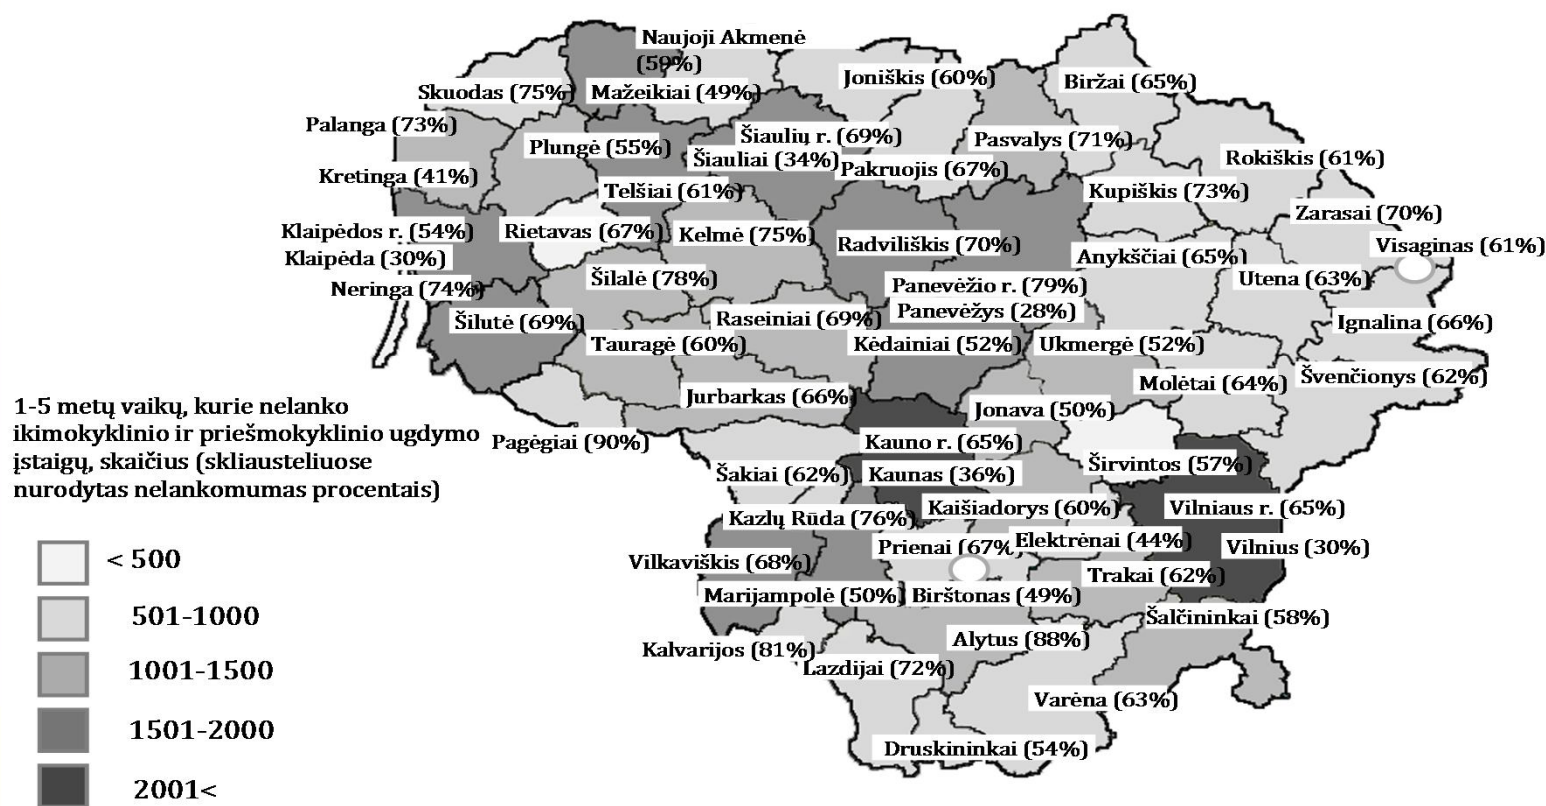 Naujoji Akmenė
(59%)
Joniškis (60%)
Biržai (65%)
Skuodas (75%)
Mažeikiai (49%)
Palanga (73%)
Plungė (55%)
Šiaulių r. (69%)
Šiauliai (34%)
Pasvalys (71%)
Pakruojis (67%)
Rokiškis (61%)
Kretinga (41%)
Telšiai (61%)
Kupiškis (73%)
Zarasai (70%)
Klaipėdos r. (54%)
Rietavas (67%)
Kelmė (75%)
Radviliškis (70%)
Visaginas (61%)
Klaipėda (30%)
Anykščiai (65%)
Neringa (74%)
Šilalė (78%)
Panevėžio r. (79%)
Utena (63%)
Panevėžys (28%)
Šilutė (69%)
Raseiniai (69%)
Ignalina (66%)
Tauragė (60%)
Kėdainiai (52%)
Ukmergė (52%)
Molėtai (64%)
Švenčionys (62%)
Jurbarkas (66%)
Jonava (50%)
Pagėgiai (90%)
Kauno r. (65%)
Širvintos (57%)
Šakiai (62%)
Kaunas (36%)
Kazlų Rūda (76%)
Kaišiadorys (60%)
Vilniaus r. (65%)
Prienai (67%)
Elektrėnai (44%)
Vilnius (30%)
Vilkaviškis (68%)
Trakai (62%)
Marijampolė (50%)
Birštonas (49%)
Šalčininkai (58%)
Kalvarijos (81%)
Alytus (88%)
Lazdijai (72%)
Varėna (63%)
Druskininkai (54%)
1-5 metų vaikų, kurie nelanko
ikimokyklinio ir priešmokyklinio ugdymo
įstaigų, skaičius (skliausteliuose
nurodytas nelankomumas procentais)
< 500
501-1000
1001-1500
1501-2000
2001<